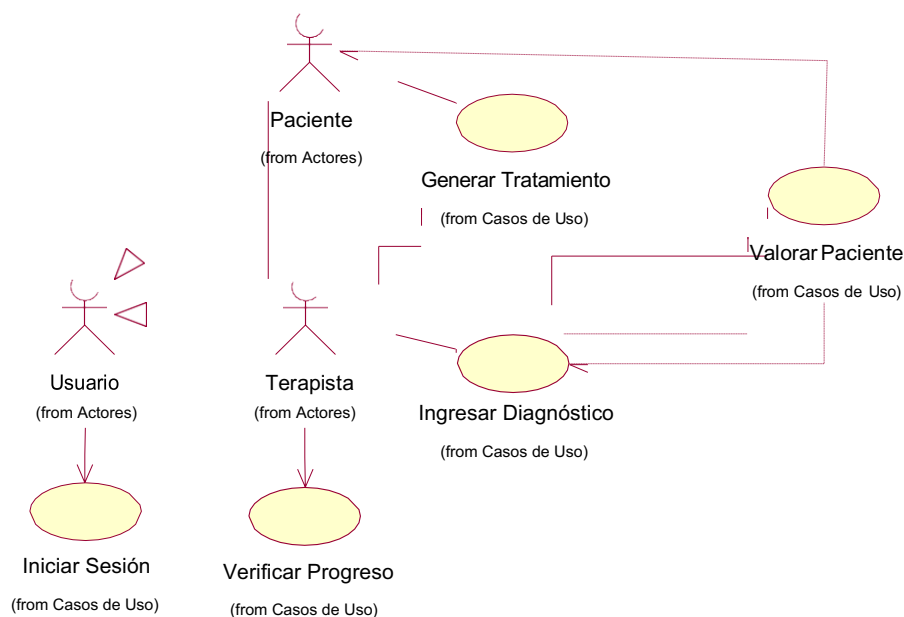 Paciente
(from Actores)
Generar Tratamiento
(from Casos de Uso)
Valorar Paciente
(from Casos de Uso)
Usuario
(from Actores)
Terapista
(from Actores)
Ingresar Diagnóstico
(from Casos de Uso)
Iniciar Sesión
(from Casos de Uso)
Verificar Progreso
(from Casos de Uso)